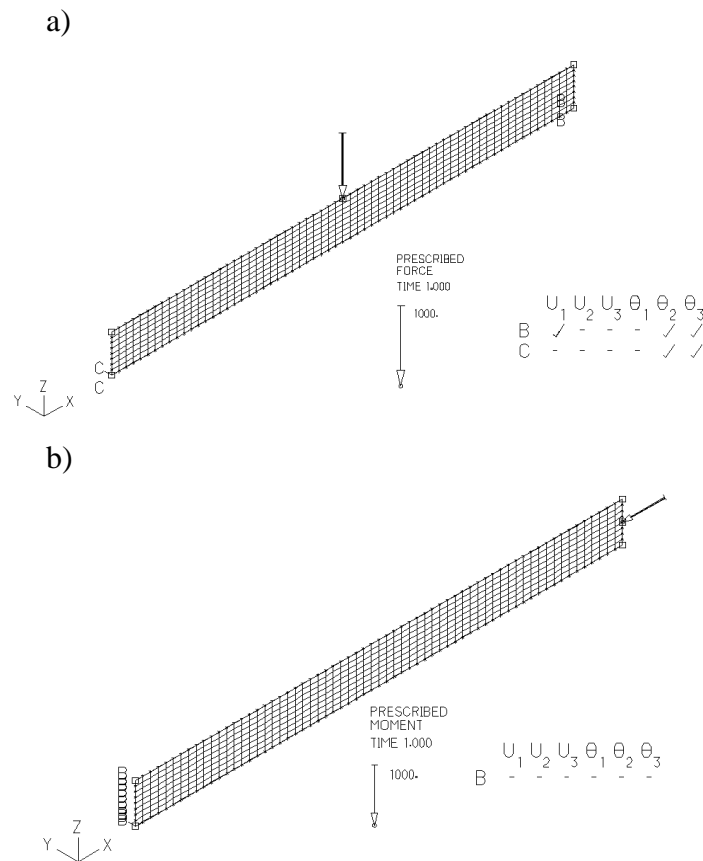 a)
B
B
PRESCRIBED
FORCE
TIME 1.000
1000.
U1 U2 U3 θ1 θ2 θ3
B ✓ - - - ✓ ✓
C - - - - ✓ ✓
C
C
Y Z X
b)
PRESCRIBED
MOMENT
TIME 1.000
1000.
U1 U2 U3 θ1 θ2 θ3
B - - - - - -
B
B
Y Z X